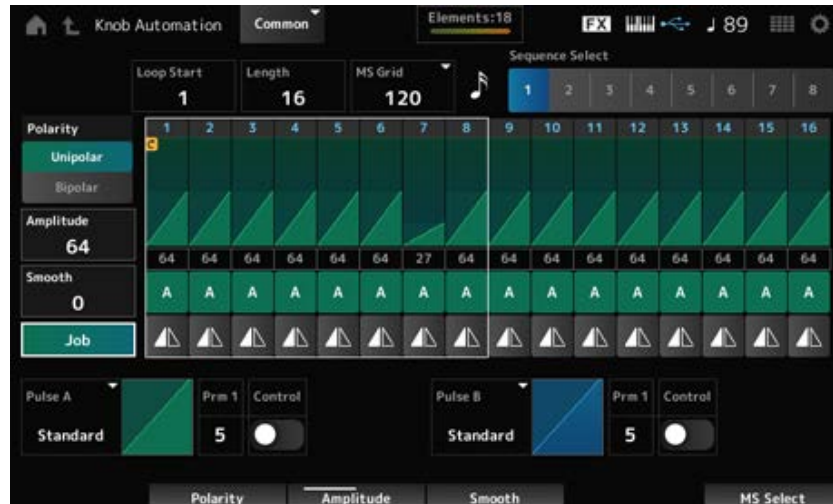 Knob Automation Common Elements:18 FX ♩ 89
Sequence Select
Loop Start Length MS Grid
1 16 120
1 2 3 4 5 6 7 8
Polarity
1 2 3 4 5 6 7 8 9 10 11 12 13 14 15 16
C
Unipolar
Bipolar
Amplitude
64
64 64 64 64 64 64 27 64 64 64 64 64 64 64 64 64
Smooth
0
A A A A A A A A A A A A A A A A
Job
Pulse A Prm 1 Control
Standard 5
Pulse B Prm 1 Control
Standard 5
Polarity Amplitude Smooth MS Select